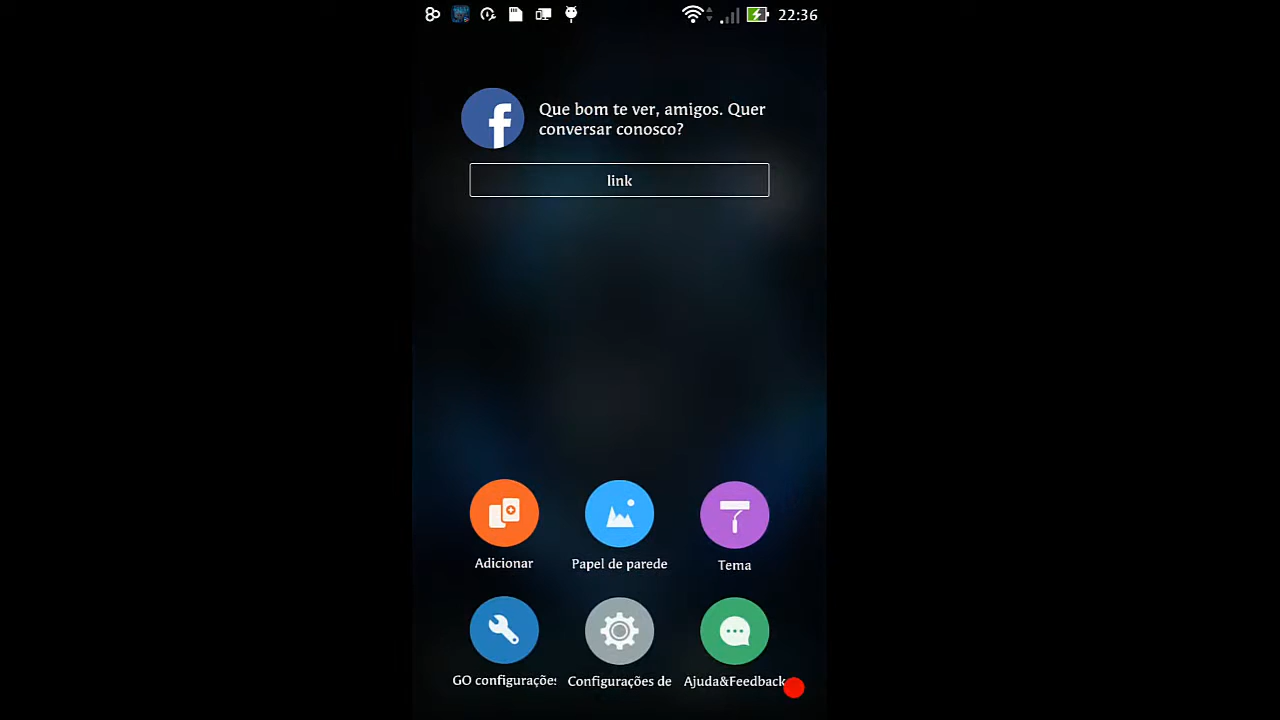 22:36
Que bom te ver, amigos. Quer
conversar conosco?
link
Adicionar
Papel de parede
Tema
GO configurações
Configurações de
Ajuda&Feedback